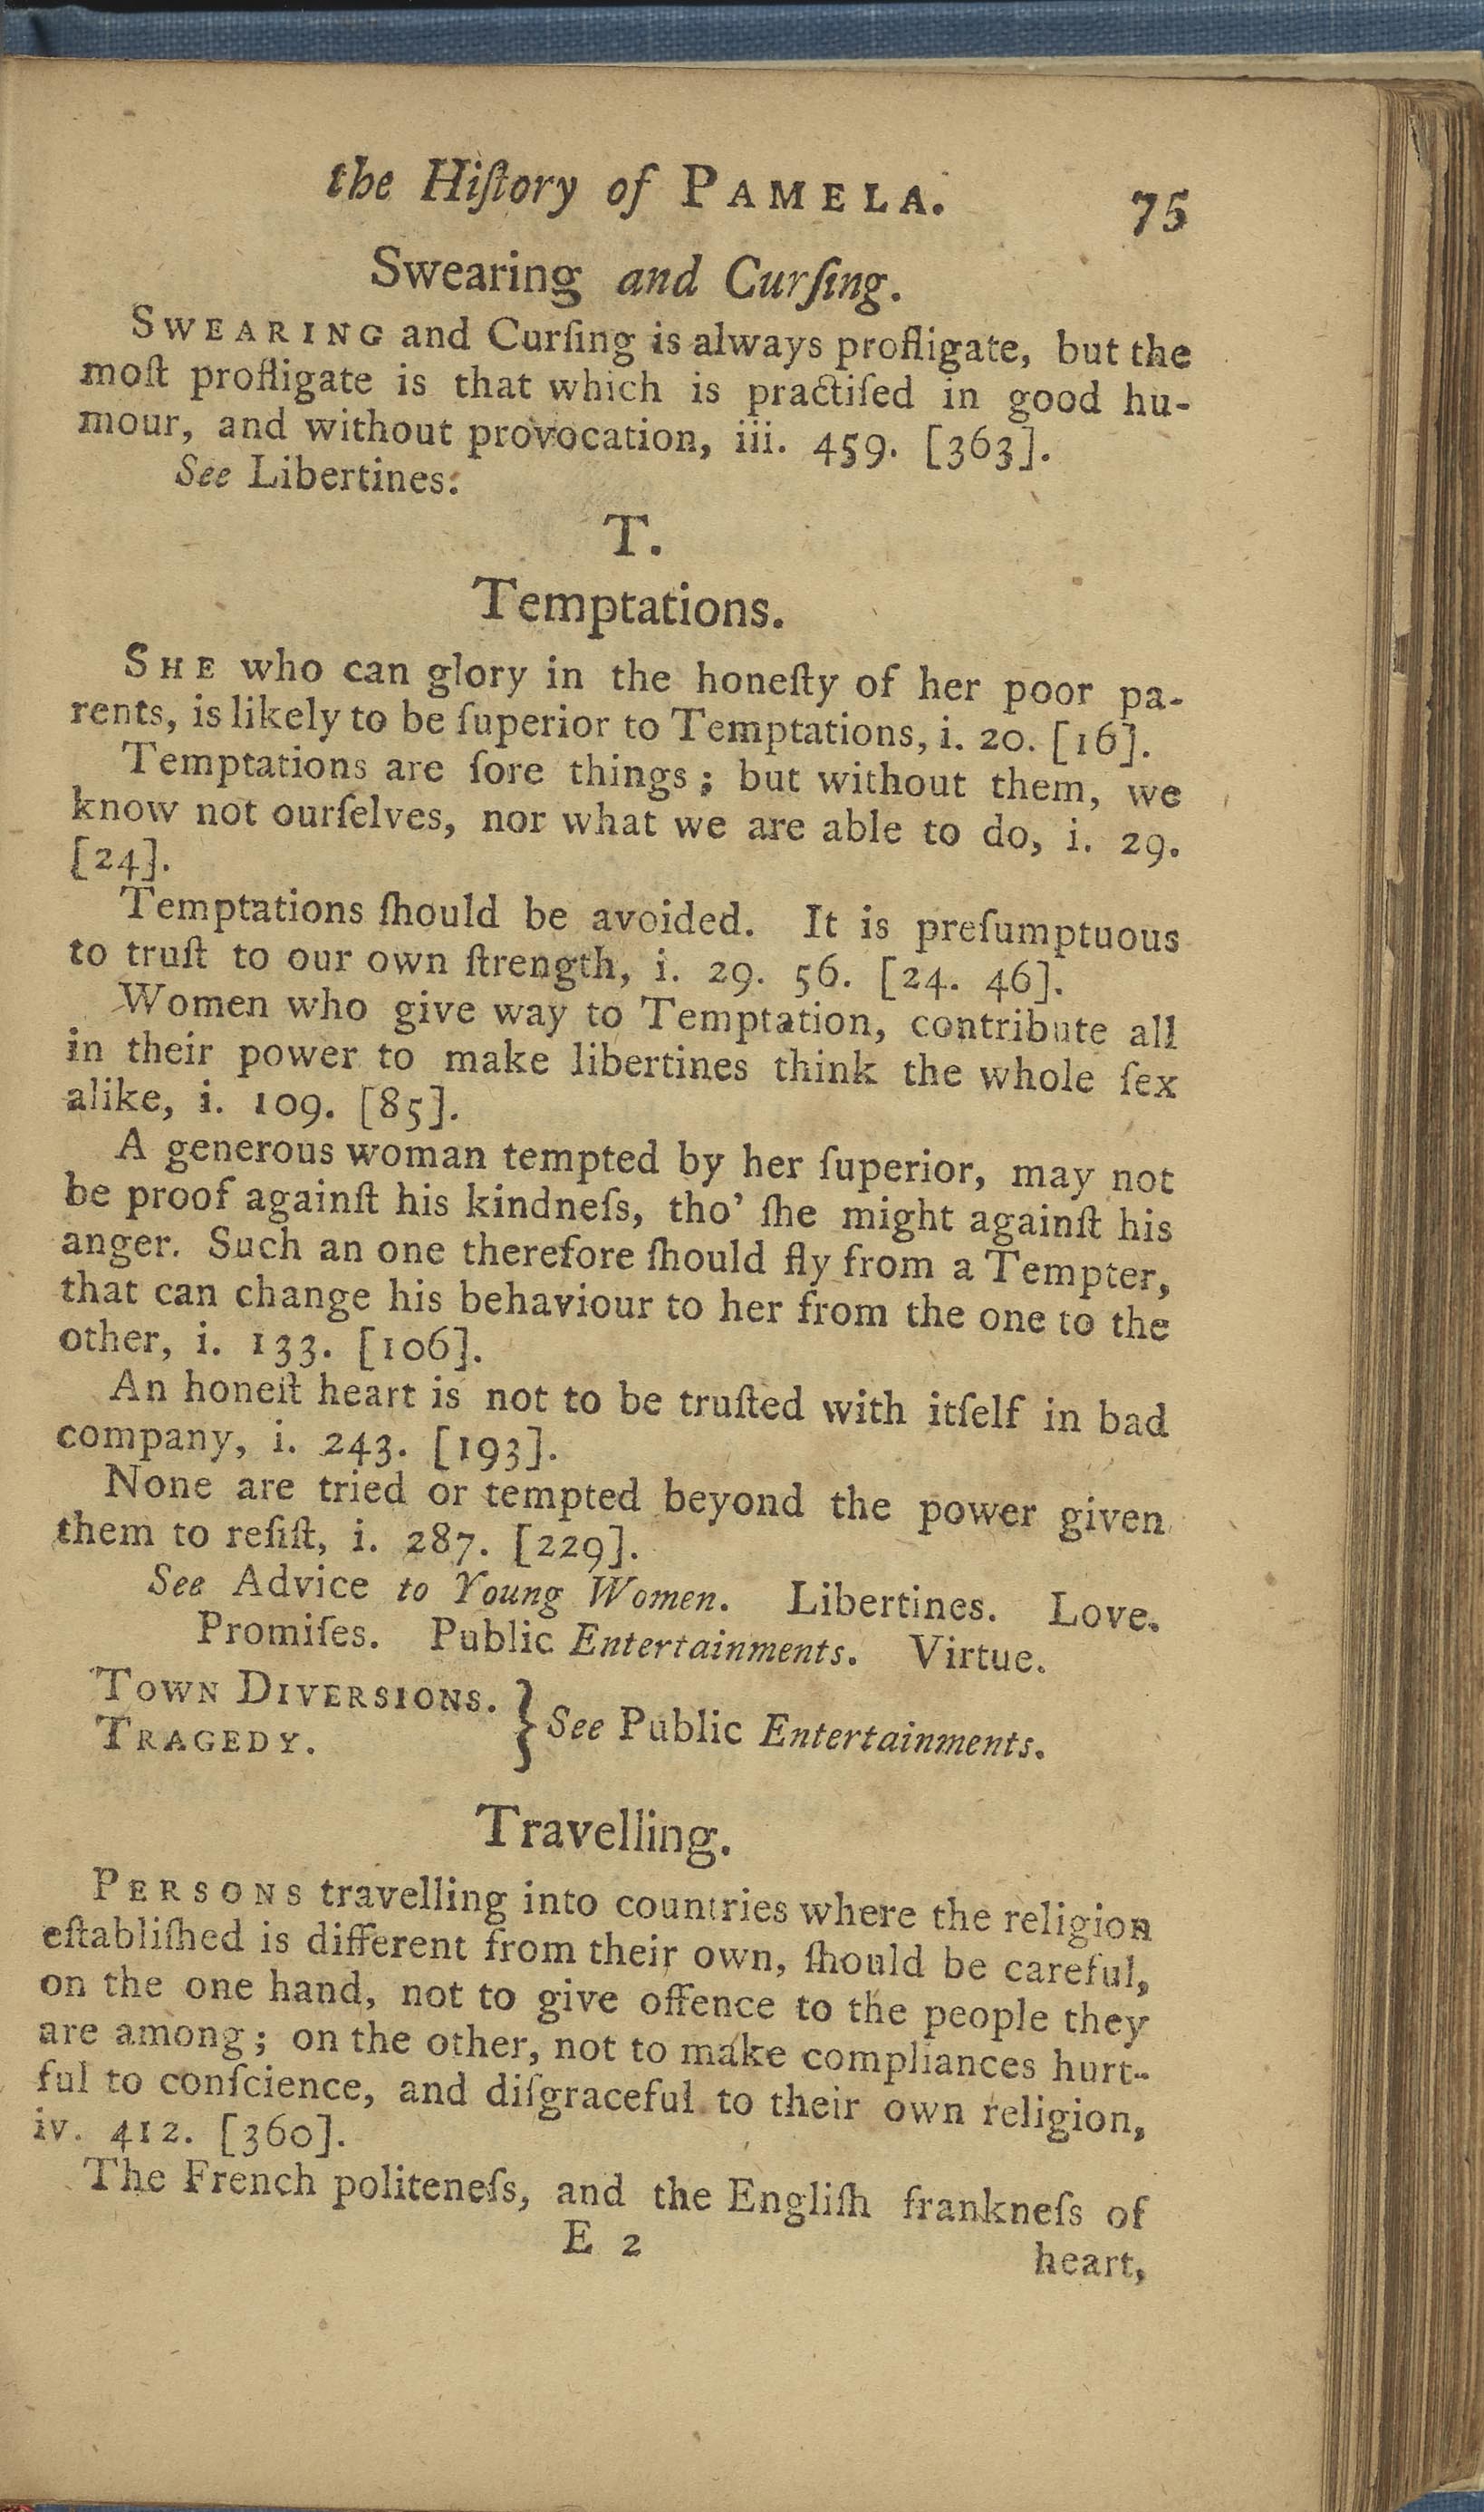 the Hiſtory of PAMELA. 75
Swearing and Curſing.
SWEARING and Curſing is always profligate, but the
moſt profligate is that which is practiſed in good hu-
mour, and without provocation, iii. 459. [363].
See Libertines.
T.
Temptations.
SHE who can glory in the honeſty of her poor pa-
rents, is likely to be ſuperior to Temptations, i. 20. [16].
Temptations are ſore things; but without them, we
know not ourſelves, nor what we are able to do, i. 29.
[24].
Temptations ſhould be avoided. It is preſumptuous
to truſt to our own ſtrength, i. 29. 56. [24. 46].
Women who give way to Temptation, contribute all
in their power to make libertines think the whole ſex
alike, i. 109. [85].
A generous woman tempted by her ſuperior, may not
be proof againſt his kindneſs, tho' ſhe might againſt his
anger. Such an one therefore ſhould fly from a Tempter,
that can change his behaviour to her from the one to the
other, i. 133. [106].
An honeſt heart is not to be truſted with itſelf in bad
company, i. 243. [193].
None are tried or tempted beyond the power given
them to reſiſt, i. 287. [229].
See Advice to Young Women. Libertines. Love.
Promiſes. Public Entertainments. Virtue.
TOWN DIVERSIONS. } See Public Entertainments.
TRAGEDY.
Travelling.
PERSONS travelling into countries where the religion
eſtabliſhed is different from their own, ſhould be careful,
on the one hand, not to give offence to the people they
are among; on the other, not to make compliances hurt-
ful to conſcience, and diſgraceful to their own religion,
iv. 412. [360].
The French politeneſs, and the Engliſh frankneſs of
E 2
heart,